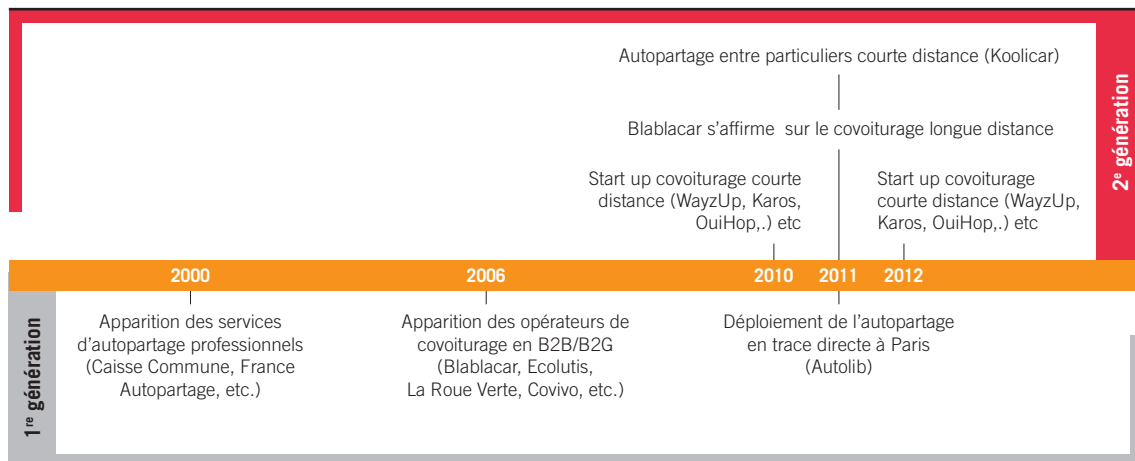 Autopartage entre particuliers courte distance (Koolicar)
Blablacar s'affirme sur le covoiturage longue distance
Start up covoiturage courte
distance (WayzUp, Karos,
OuiHop,.) etc
Start up covoiturage
courte distance (WayzUp,
Karos, OuiHop,.) etc
2e génération
2000
2006
2010
2011
2012
1re génération
Apparition des services
d'autopartage professionnels
(Caisse Commune, France
Autopartage, etc.)
Apparition des opérateurs de
covoiturage en B2B/B2G
(Blablacar, Ecolutis,
La Roue Verte, Covivo, etc.)
Déploiement de l'autopartage
en trace directe à Paris
(Autolib)